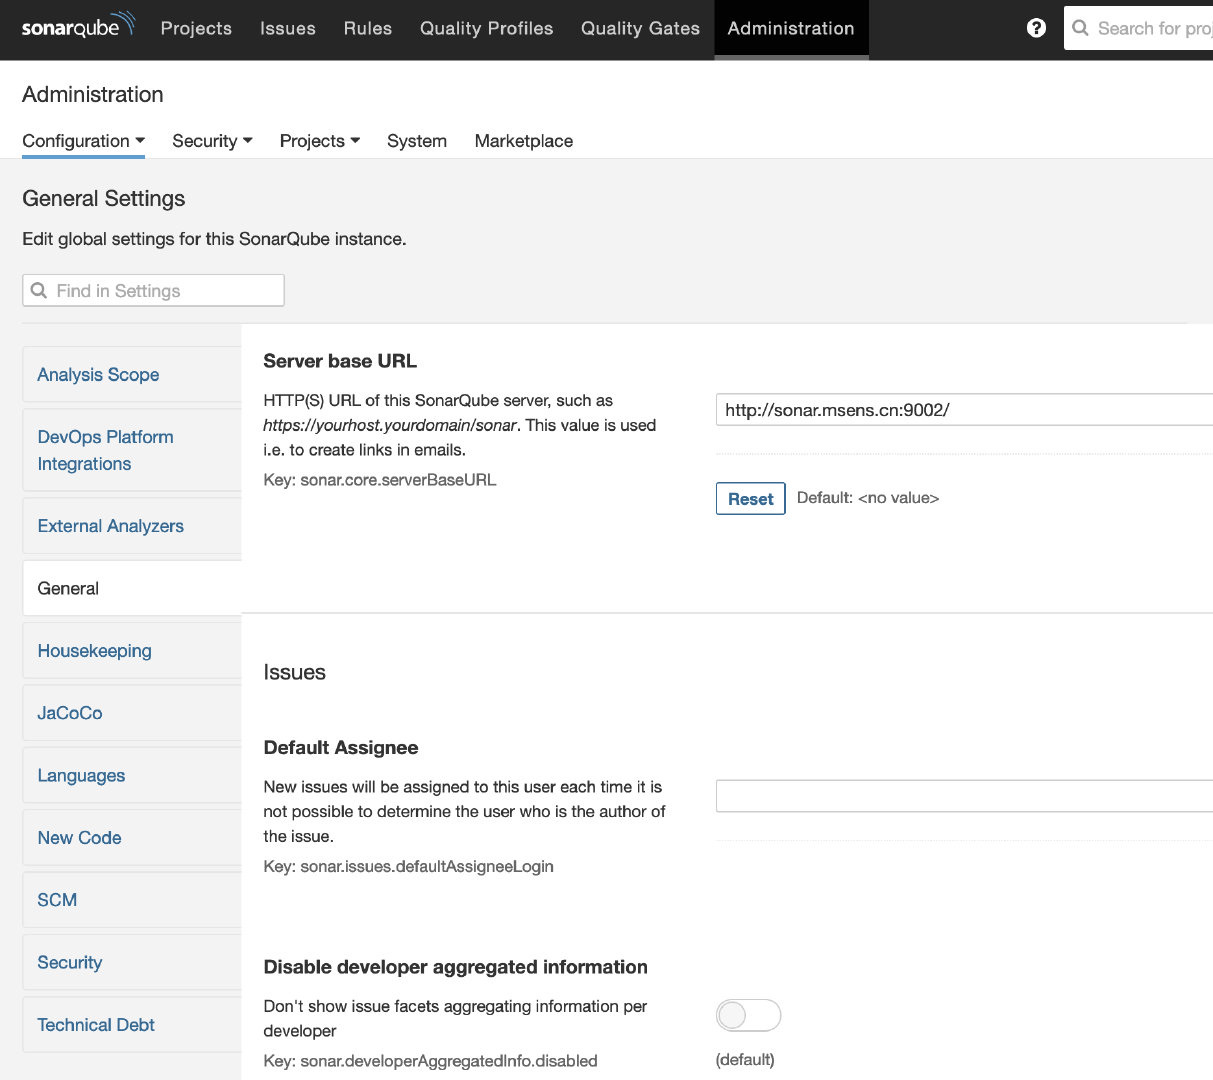 sonarqube Projects Issues Rules Quality Profiles Quality Gates Administration ? Search for proj
Administration
Configuration Security Projects System Marketplace
General Settings
Edit global settings for this SonarQube instance.
Find in Settings
Analysis Scope
DevOps Platform
Integrations
External Analyzers
General
Housekeeping
JaCoCo
Languages
New Code
SCM
Security
Technical Debt
Server base URL
HTTP(S) URL of this SonarQube server, such as
https://yourhost.yourdomain/sonar. This value is used
i.e. to create links in emails.
Key: sonar.core.serverBaseURL
http://sonar.msens.cn:9002/
Reset Default: <no value>
Issues
Default Assignee
New issues will be assigned to this user each time it is
not possible to determine the user who is the author of
the issue.
Key: sonar.issues.defaultAssigneeLogin
Disable developer aggregated information
Don't show issue facets aggregating information per
developer
Key: sonar.developerAggregatedInfo.disabled
(default)